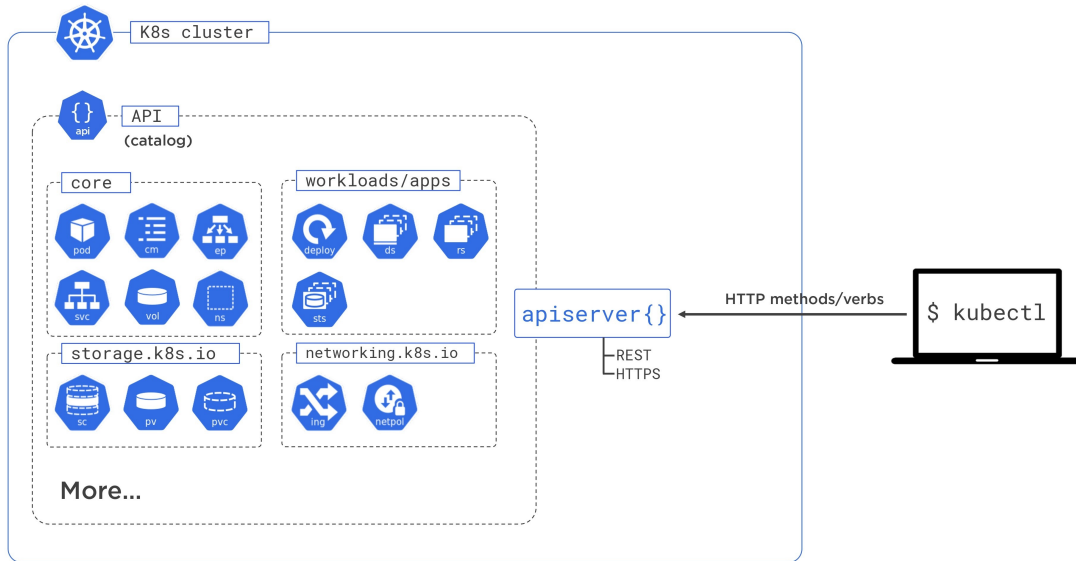 K8s cluster
{}
api
API
(catalog)
core
pod
cm
ep
svc
vol
ns
workloads/apps
deploy
ds
rs
sts
storage.k8s.io
sc
pv
pvc
networking.k8s.io
ing
netpol
More...
apiserver{}
REST
HTTPS
HTTP methods/verbs
$ kubectl